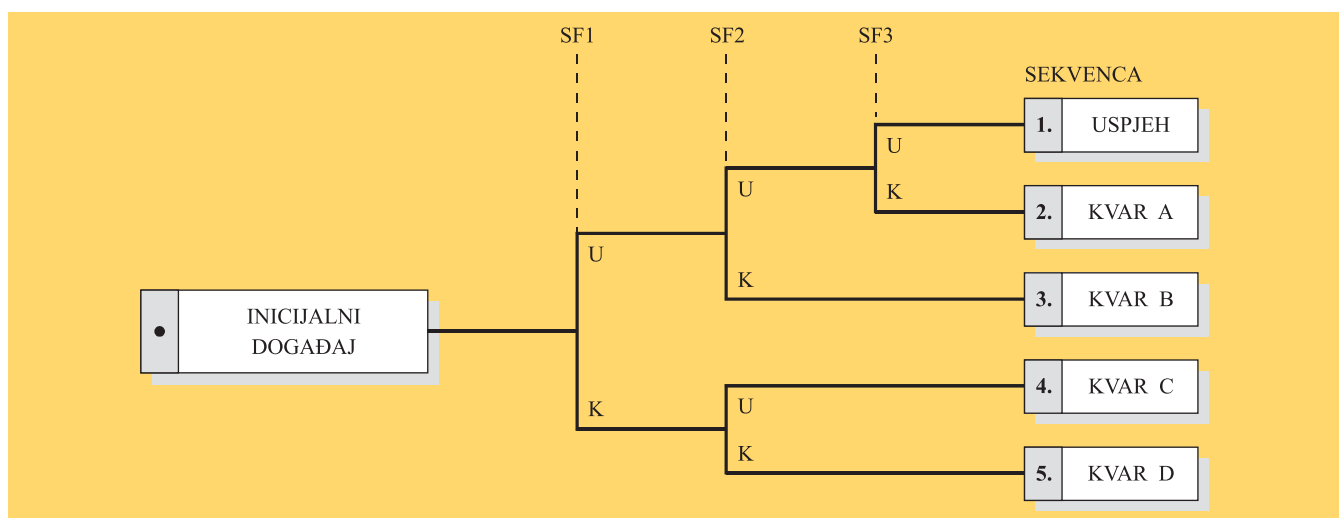 SF1 SF2 SF3
SEKVENCA
1. USPJEH
U
K
2. KVAR A
U
U
K
3. KVAR B
INICIJALNI
DOGAĐAJ
4. KVAR C
K
U
K
5. KVAR D